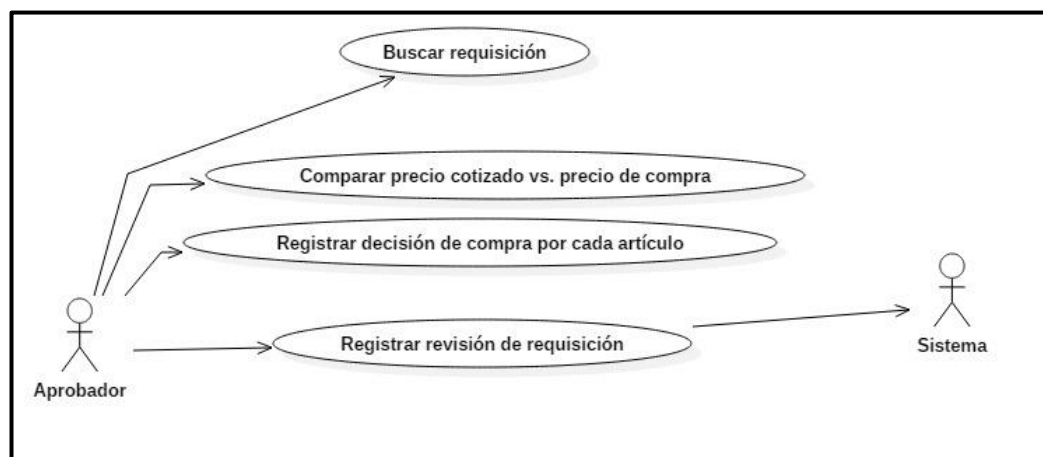 Buscar requisición
Comparar precio cotizado vs. precio de compra
Registrar decisión de compra por cada artículo
Registrar revisión de requisición
Sistema
Aprobador